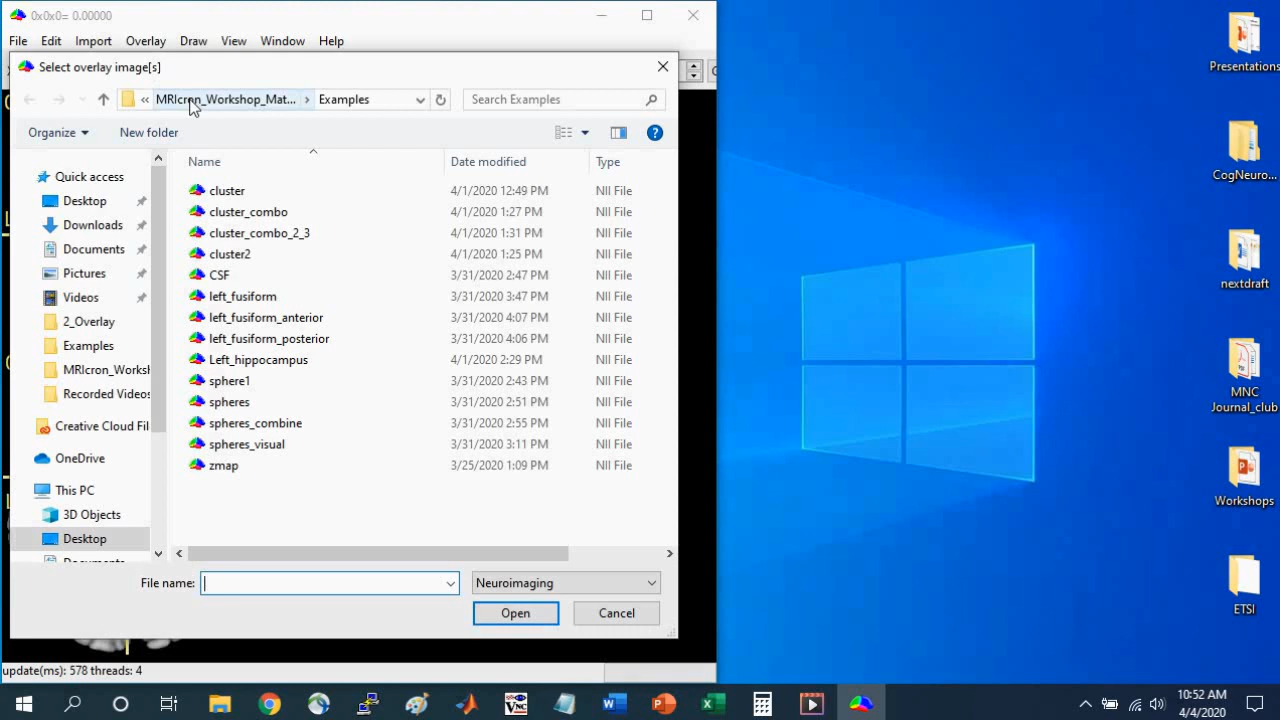 0x0x0= 0.00000
File Edit Import Overlay Draw View Window Help
Select overlay image[s]
« MRIcron_Workshop_Mat... › Examples
Search Examples
Organize New folder
Name Date modified Type
Quick access
Desktop
Downloads
Documents
Pictures
Videos
2_Overlay
Examples
MRIcron_Worksh
Recorded Videos
Creative Cloud Fil
OneDrive
This PC
3D Objects
Desktop
Documents
cluster 4/1/2020 12:49 PM NII File
cluster_combo 4/1/2020 1:27 PM NII File
cluster_combo_2_3 4/1/2020 1:31 PM NII File
cluster2 4/1/2020 1:25 PM NII File
CSF 3/31/2020 2:47 PM NII File
left_fusiform 3/31/2020 3:47 PM NII File
left_fusiform_anterior 3/31/2020 4:07 PM NII File
left_fusiform_posterior 3/31/2020 4:06 PM NII File
Left_hippocampus 4/1/2020 2:29 PM NII File
sphere1 3/31/2020 2:43 PM NII File
spheres 3/31/2020 2:51 PM NII File
spheres_combine 3/31/2020 2:55 PM NII File
spheres_visual 3/31/2020 3:11 PM NII File
zmap 3/25/2020 1:09 PM NII File
File name:
Neuroimaging
Open Cancel
update(ms): 578 threads: 4
Presentations
CogNeuro...
nextdraft
MNC
Journal_club
Workshops
ETSI
10:52 AM
4/4/2020